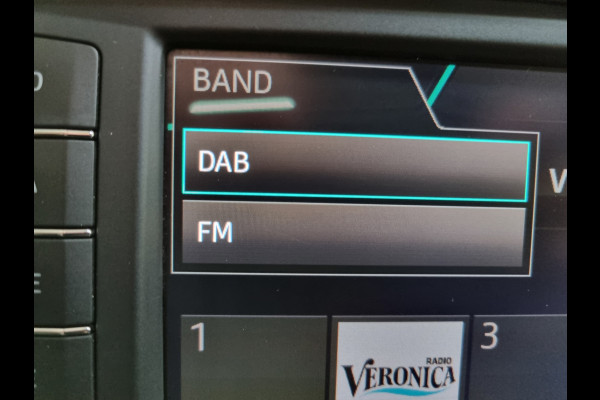 BAND
DAB
FM
1
3
RADIO
VERONICA